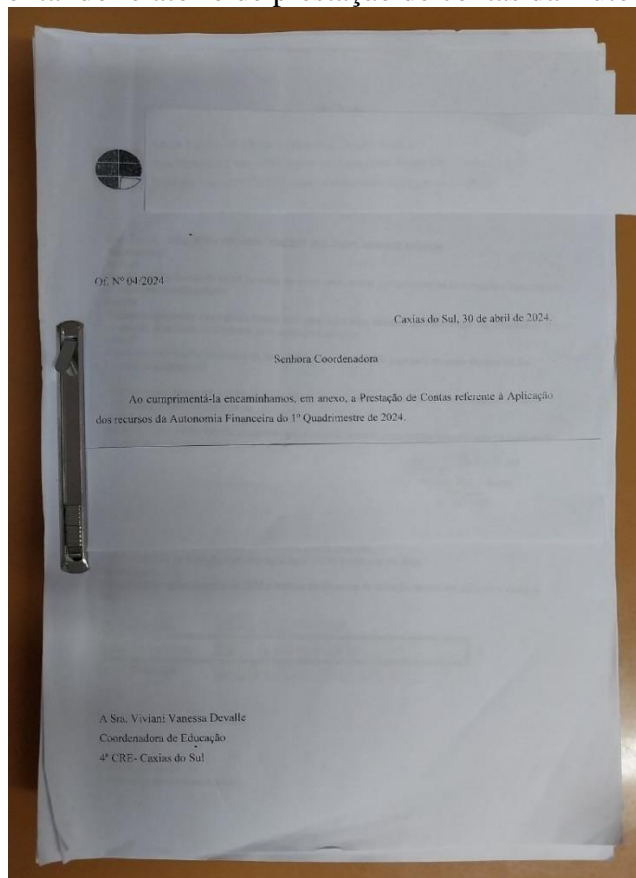 Of. Nº 04/2024
Caxias do Sul, 30 de abril de 2024.
Senhora Coordenadora
Ao cumprimentá-la encaminhamos, em anexo, a Prestação de Contas referente à Aplicação
dos recursos da Autonomia Financeira do 1º Quadrimestre de 2024.
A Sra. Viviani Vanessa Devalle
Coordenadora de Educação
4ª CRE- Caxias do Sul